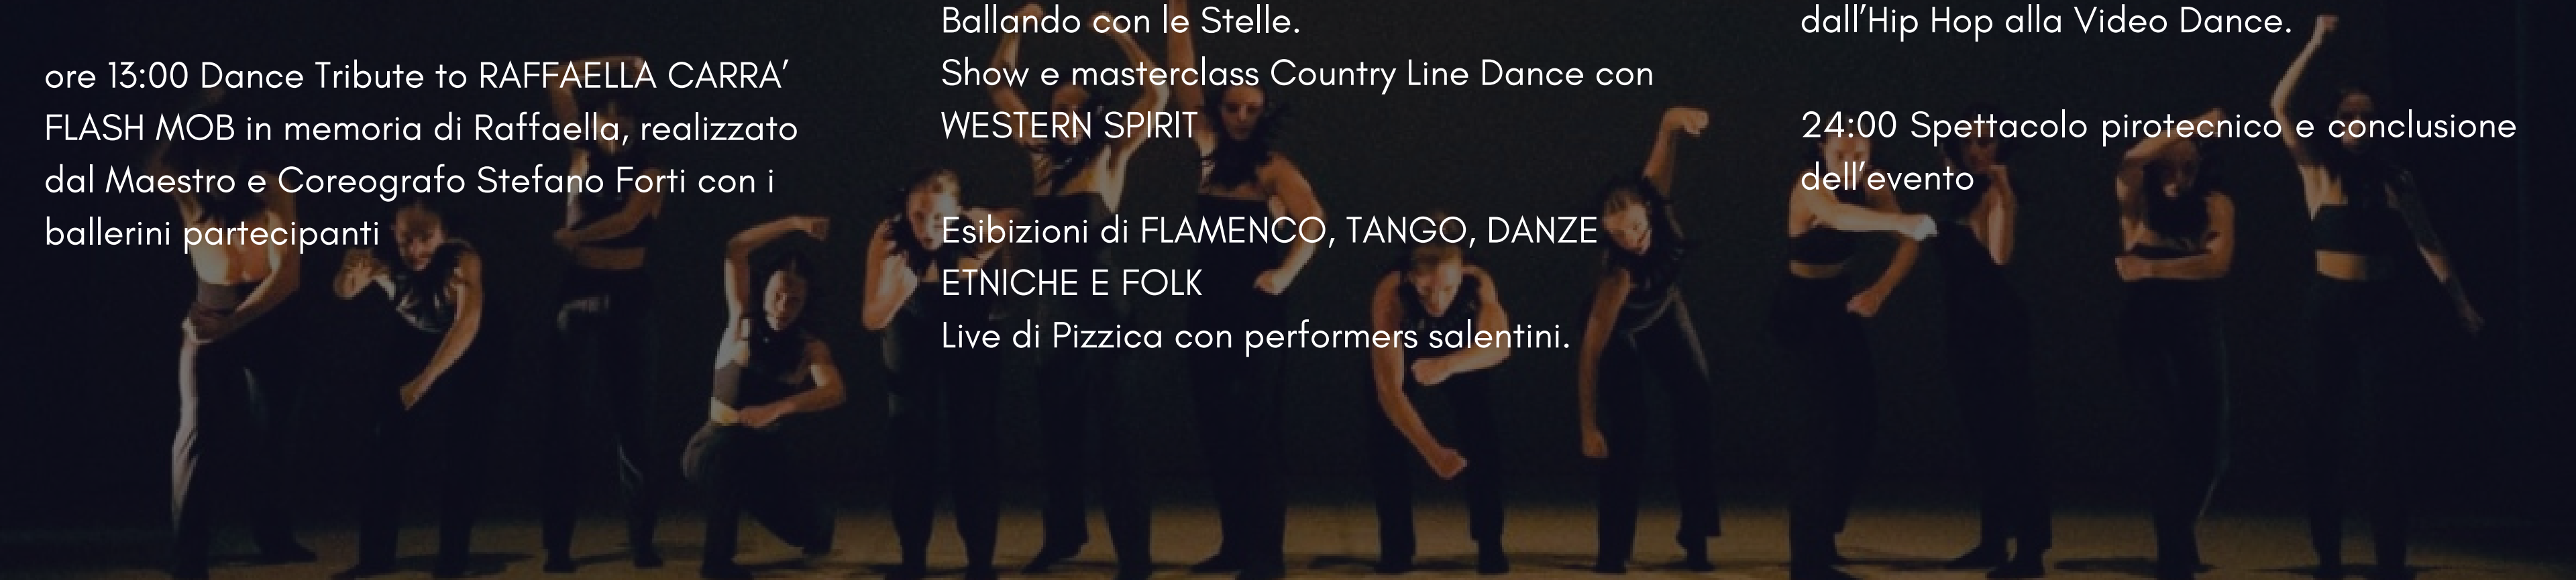 ore 13:00 Dance Tribute to RAFFAELLA CARRA'
FLASH MOB in memoria di Raffaella, realizzato
dal Maestro e Coreografo Stefano Forti con i
ballerini partecipanti
Ballando con le Stelle.
Show e masterclass Country Line Dance con
WESTERN SPIRIT
Esibizioni di FLAMENCO, TANGO, DANZE
ETNICHE E FOLK
Live di Pizzica con performers salentini.
dall'Hip Hop alla Video Dance.
24:00 Spettacolo pirotecnico e conclusione
dell'evento